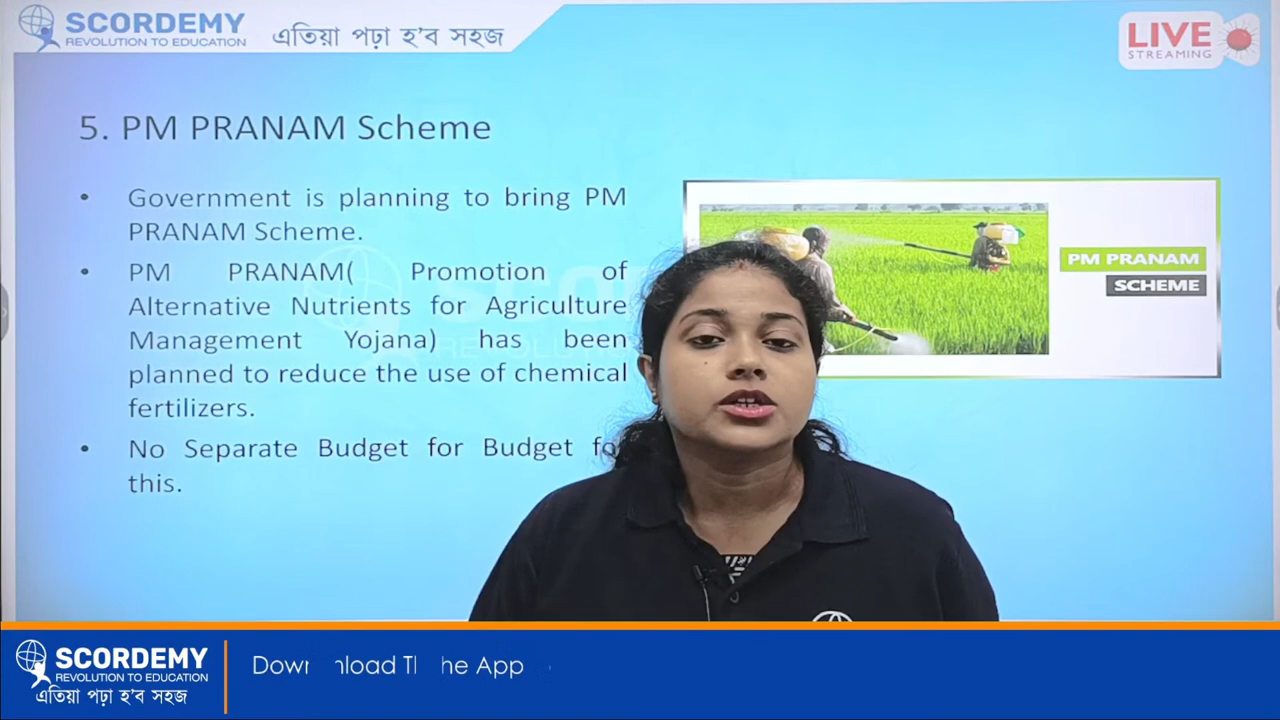 SCORDEMY
REVOLUTION TO EDUCATION
এতিয়া পঢ়া হ'ব সহজ
LIVE
STREAMING
5. PM PRANAM Scheme
• Government is planning to bring PM
PRANAM Scheme.
• PM PRANAM( Promotion of
Alternative Nutrients for Agriculture
Management Yojana) has been
planned to reduce the use of chemical
fertilizers.
• No Separate Budget for Budget fo
this.
PM PRANAM
SCHEME
SCORDEMY
REVOLUTION TO EDUCATION
এতিয়া পঢ়া হ'ব সহজ
Download The App